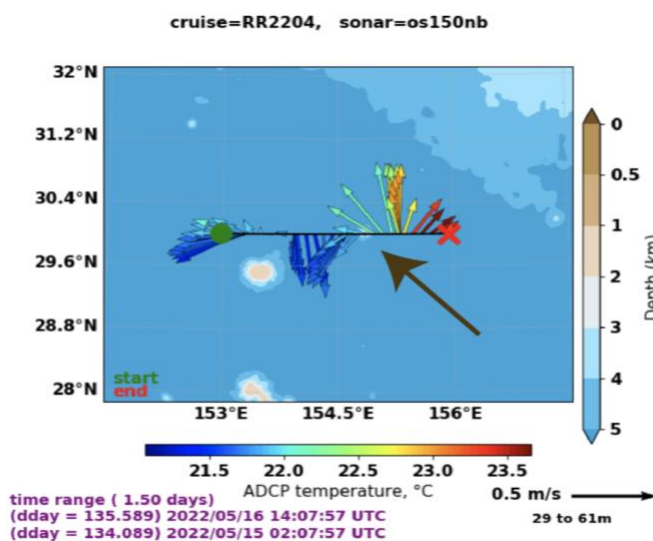 cruise=RR2204,   sonar=os150nb
32°N
31.2°N
30.4°N
29.6°N
28.8°N
28°N
start
end
153°E
154.5°E
156°E
0
0.5
1
2
3
4
5
Depth (km)
21.5
22.0
22.5
23.0
23.5
ADCP temperature, °C
0.5 m/s
29 to 61m
time range ( 1.50 days)
(dday = 135.589) 2022/05/16 14:07:57 UTC
(dday = 134.089) 2022/05/15 02:07:57 UTC